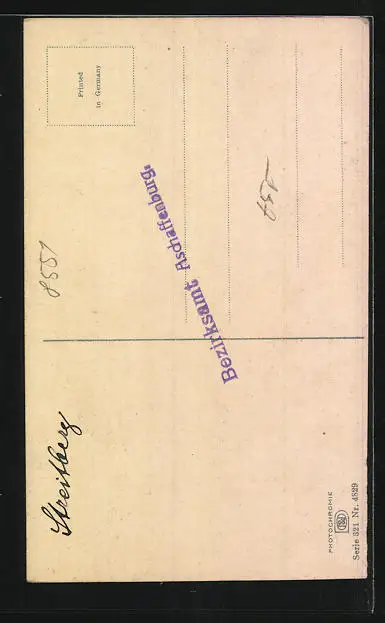 Printed
in Germany
Bezirksamt Aschaffenburg.
8551
Streitberg
PHOTOCHROMIE
Serie 321 Nr. 4829